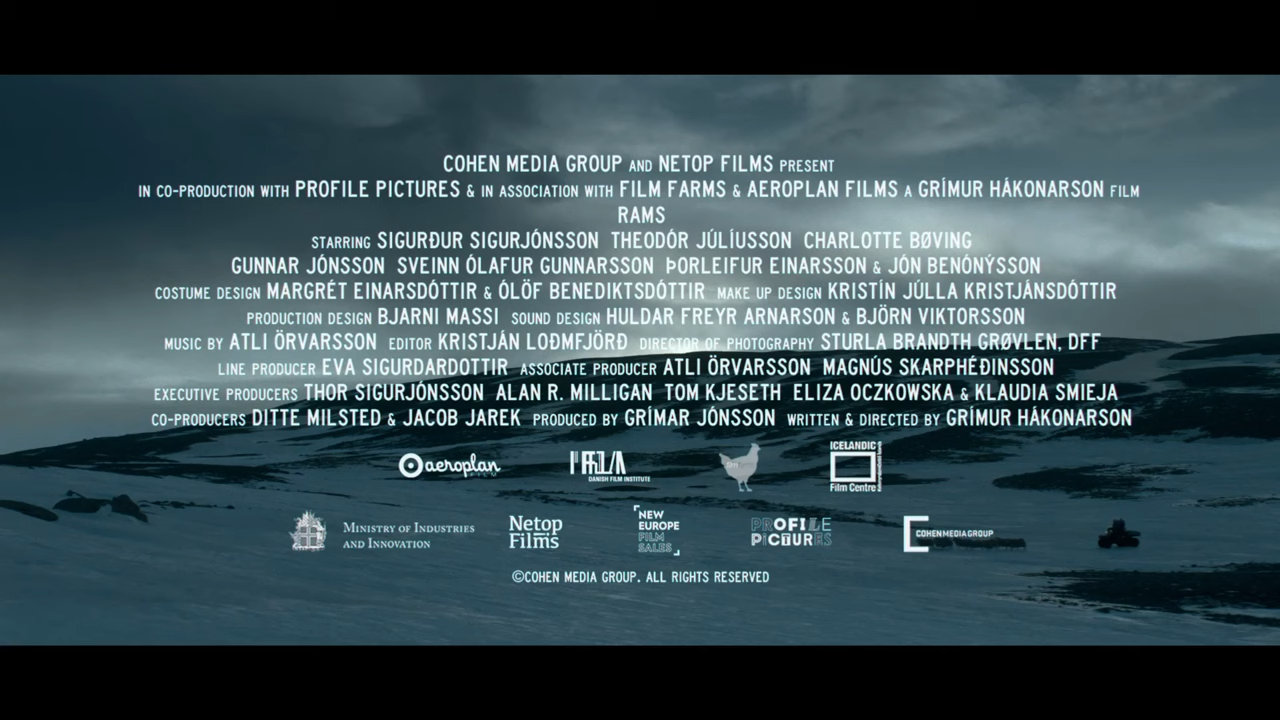 COHEN MEDIA GROUP AND NETOP FILMS PRESENT
IN CO-PRODUCTION WITH PROFILE PICTURES & IN ASSOCIATION WITH FILM FARMS & AEROPLAN FILMS A GRÍMUR HÁKONARSON FILM
RAMS
STARRING SIGURÐUR SIGURJÓNSSON THEODÓR JÚLÍUSSON CHARLOTTE BØVING
GUNNAR JÓNSSON SVEINN ÓLAFUR GUNNARSSON ÞORLEIFUR EINARSSON & JÓN BENÓNÝSSON
COSTUME DESIGN MARGRÉT EINARSDÓTTIR & ÓLÖF BENEDIKTSDÓTTIR MAKE UP DESIGN KRISTÍN JÚLLA KRISTJÁNSDÓTTIR
PRODUCTION DESIGN BJARNI MASSI SOUND DESIGN HULDAR FREYR ARNARSON & BJÖRN VIKTORSSON
MUSIC BY ATLI ÖRVARSSON EDITOR KRISTJÁN LOÐMFJÖRÐ DIRECTOR OF PHOTOGRAPHY STURLA BRANDTH GRØVLEN, DFF
LINE PRODUCER EVA SIGURDARDOTTIR ASSOCIATE PRODUCER ATLI ÖRVARSSON MAGNÚS SKARPHÉÐINSSON
EXECUTIVE PRODUCERS THOR SIGURJÓNSSON ALAN R. MILLIGAN TOM KJESETH ELIZA OCZKOWSKA & KLAUDIA SMIEJA
CO-PRODUCERS DITTE MILSTED & JACOB JAREK PRODUCED BY GRÍMAR JÓNSSON WRITTEN & DIRECTED BY GRÍMUR HÁKONARSON
aeroplan
DANISH FILM INSTITUTE
film
ICELANDIC
Film Centre
MINISTRY OF INDUSTRIES
AND INNOVATION
Netop
Films
NEW
EUROPE
FILM
SALES
PROFILE
PICTURES
COHEN MEDIA GROUP
©COHEN MEDIA GROUP. ALL RIGHTS RESERVED